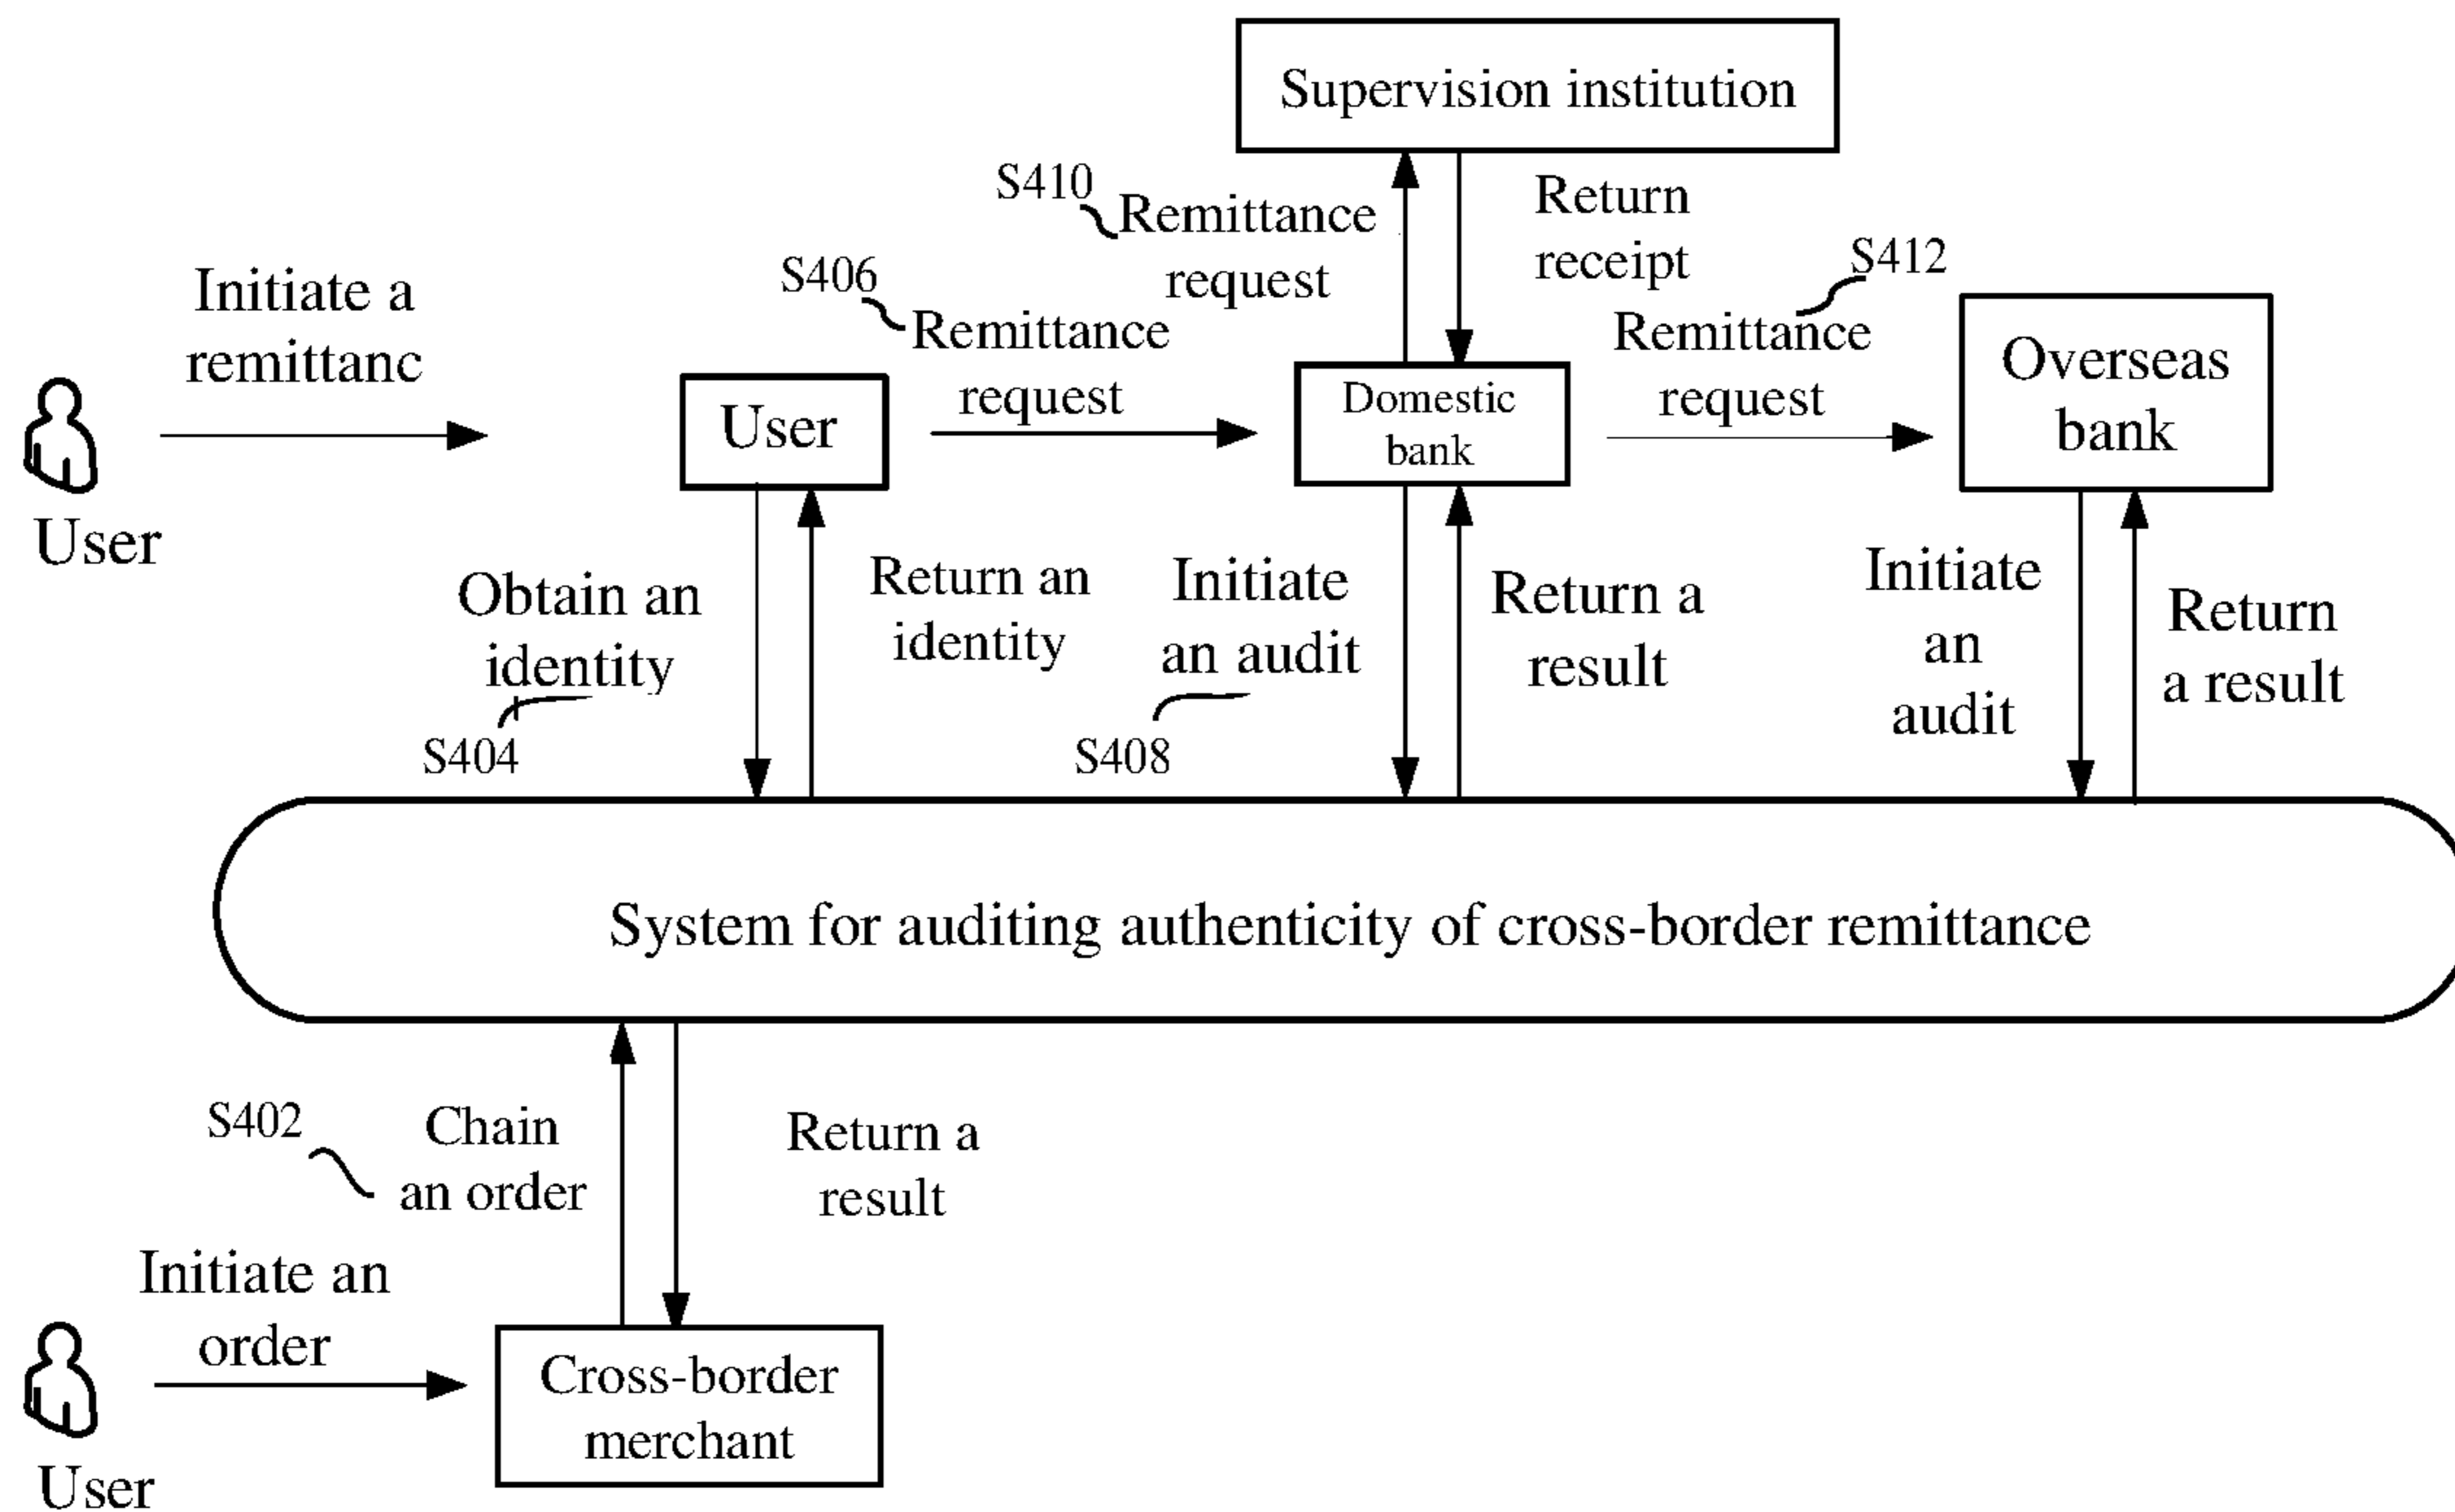 Supervision institution
S410
Remittance
request
Return
receipt
S406
Remittance
request
S412
Remittance
request
Initiate a
remittanc
User
User
Domestic
bank
Overseas
bank
Obtain an
identity
S404
Return an
identity
Initiate
an audit
S408
Return a
result
Initiate
an
audit
Return
a result
System for auditing authenticity of cross-border remittance
S402
Chain
an order
Return a
result
Initiate an
order
User
Cross-border
merchant